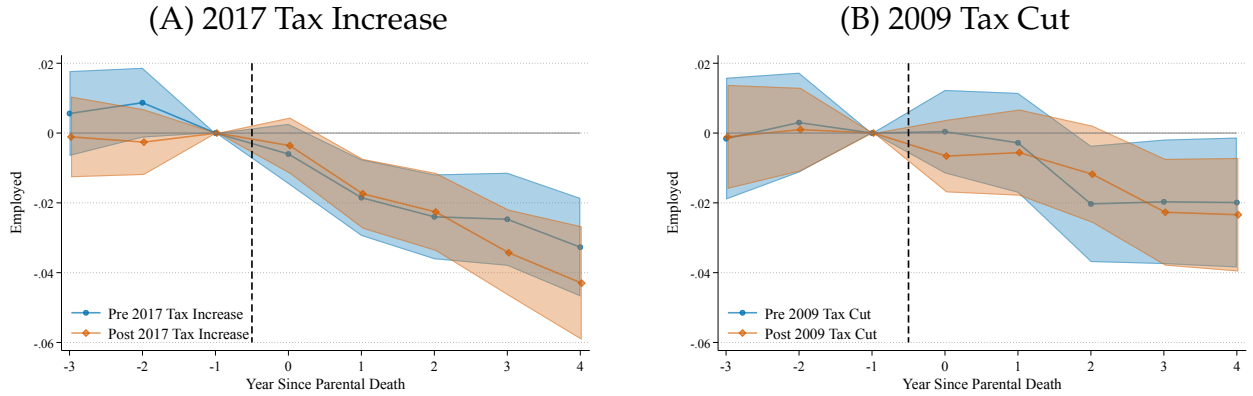 (A) 2017 Tax Increase
.02
0
-.02
-.04
-.06
Employed
Pre 2017 Tax Increase
Post 2017 Tax Increase
-3 -2 -1 0 1 2 3 4
Year Since Parental Death
(B) 2009 Tax Cut
.02
0
-.02
-.04
-.06
Employed
Pre 2009 Tax Cut
Post 2009 Tax Cut
-3 -2 -1 0 1 2 3 4
Year Since Parental Death